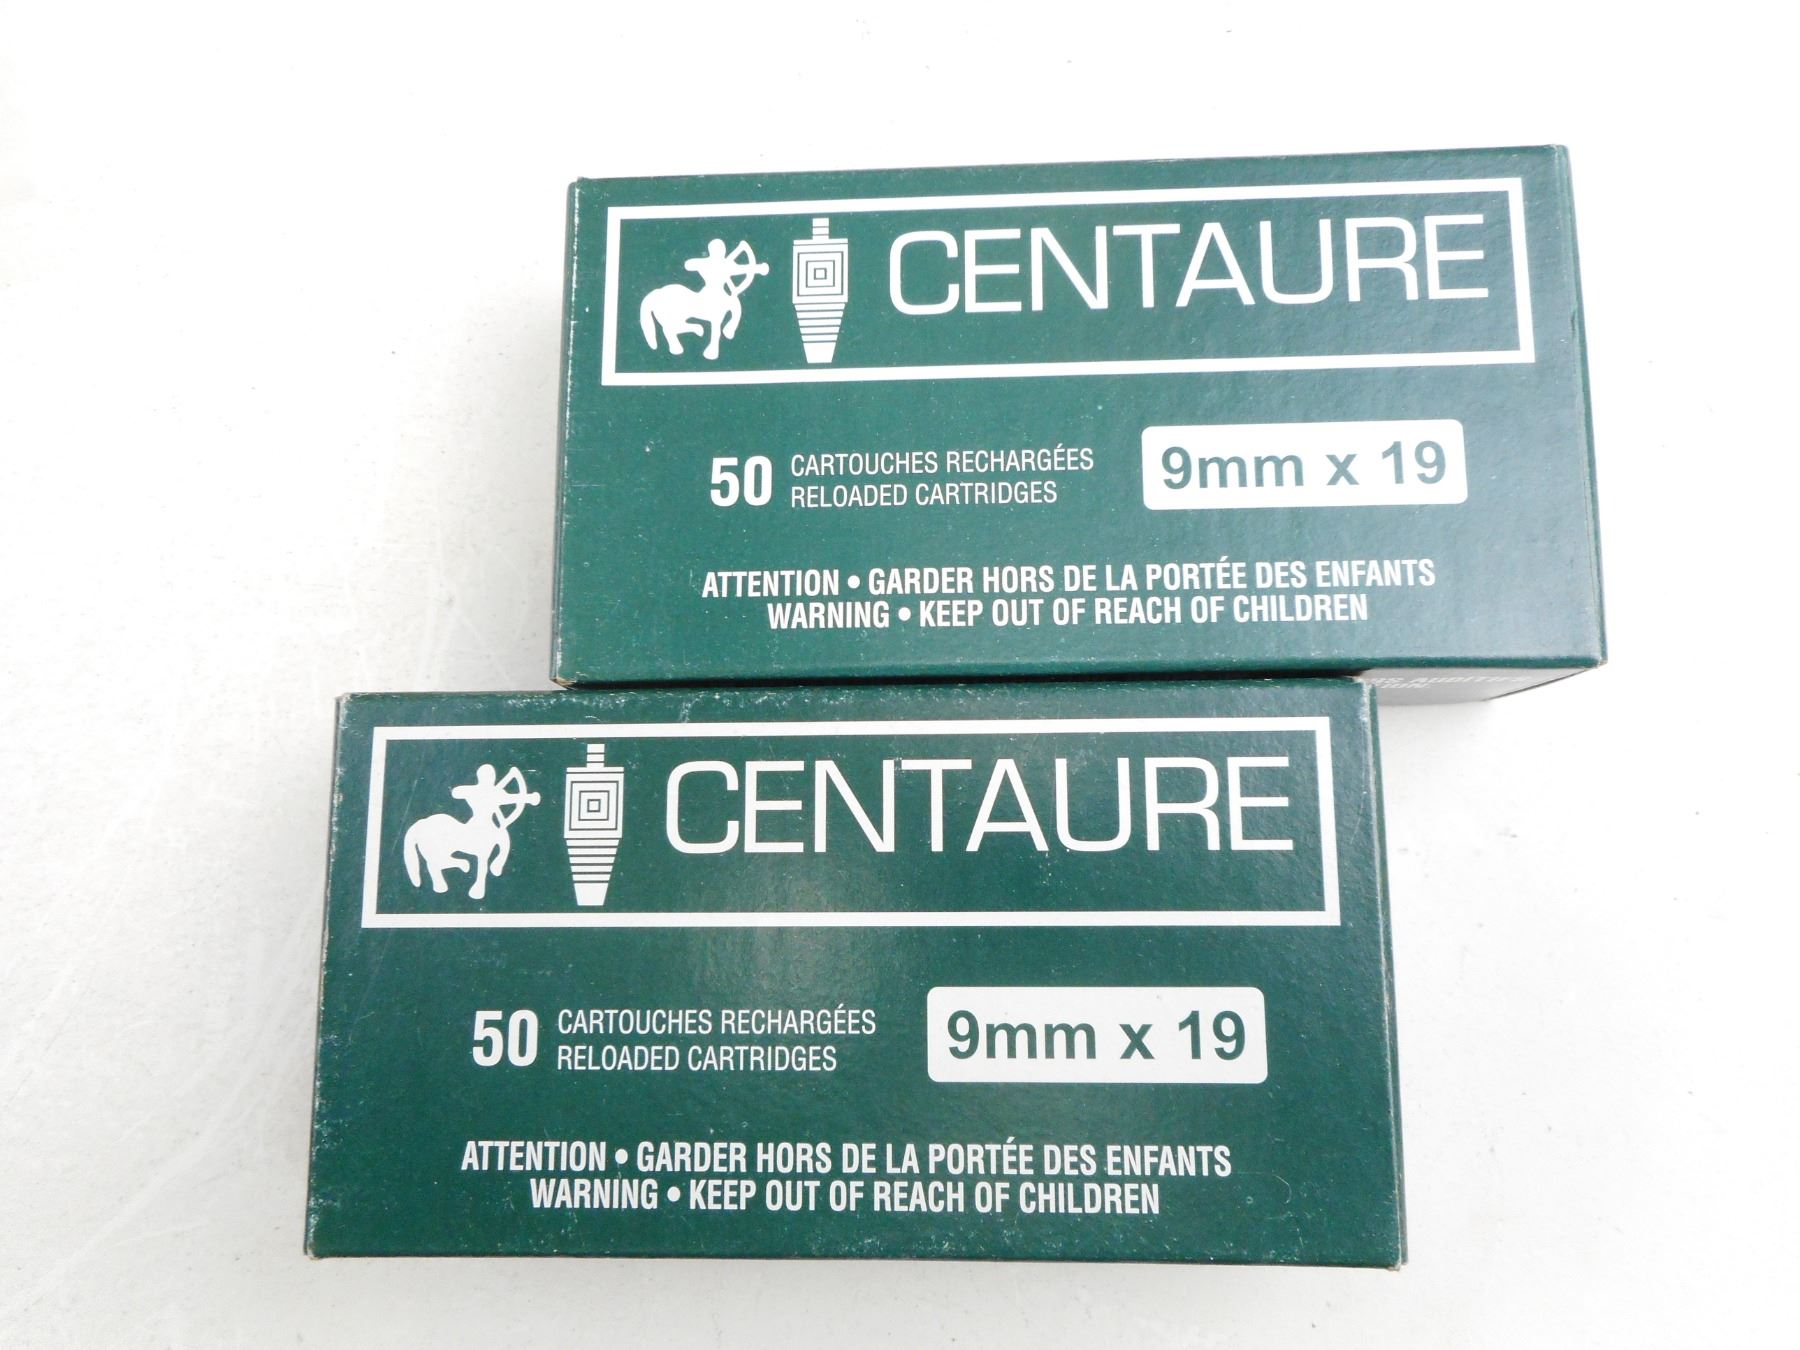 CENTAURE
50 CARTOUCHES RECHARGÉES
RELOADED CARTRIDGES
9mm x 19
ATTENTION • GARDER HORS DE LA PORTÉE DES ENFANTS
WARNING • KEEP OUT OF REACH OF CHILDREN
AUDITIFS
CENTAURE
50 CARTOUCHES RECHARGÉES
RELOADED CARTRIDGES
9mm x 19
ATTENTION • GARDER HORS DE LA PORTÉE DES ENFANTS
WARNING • KEEP OUT OF REACH OF CHILDREN